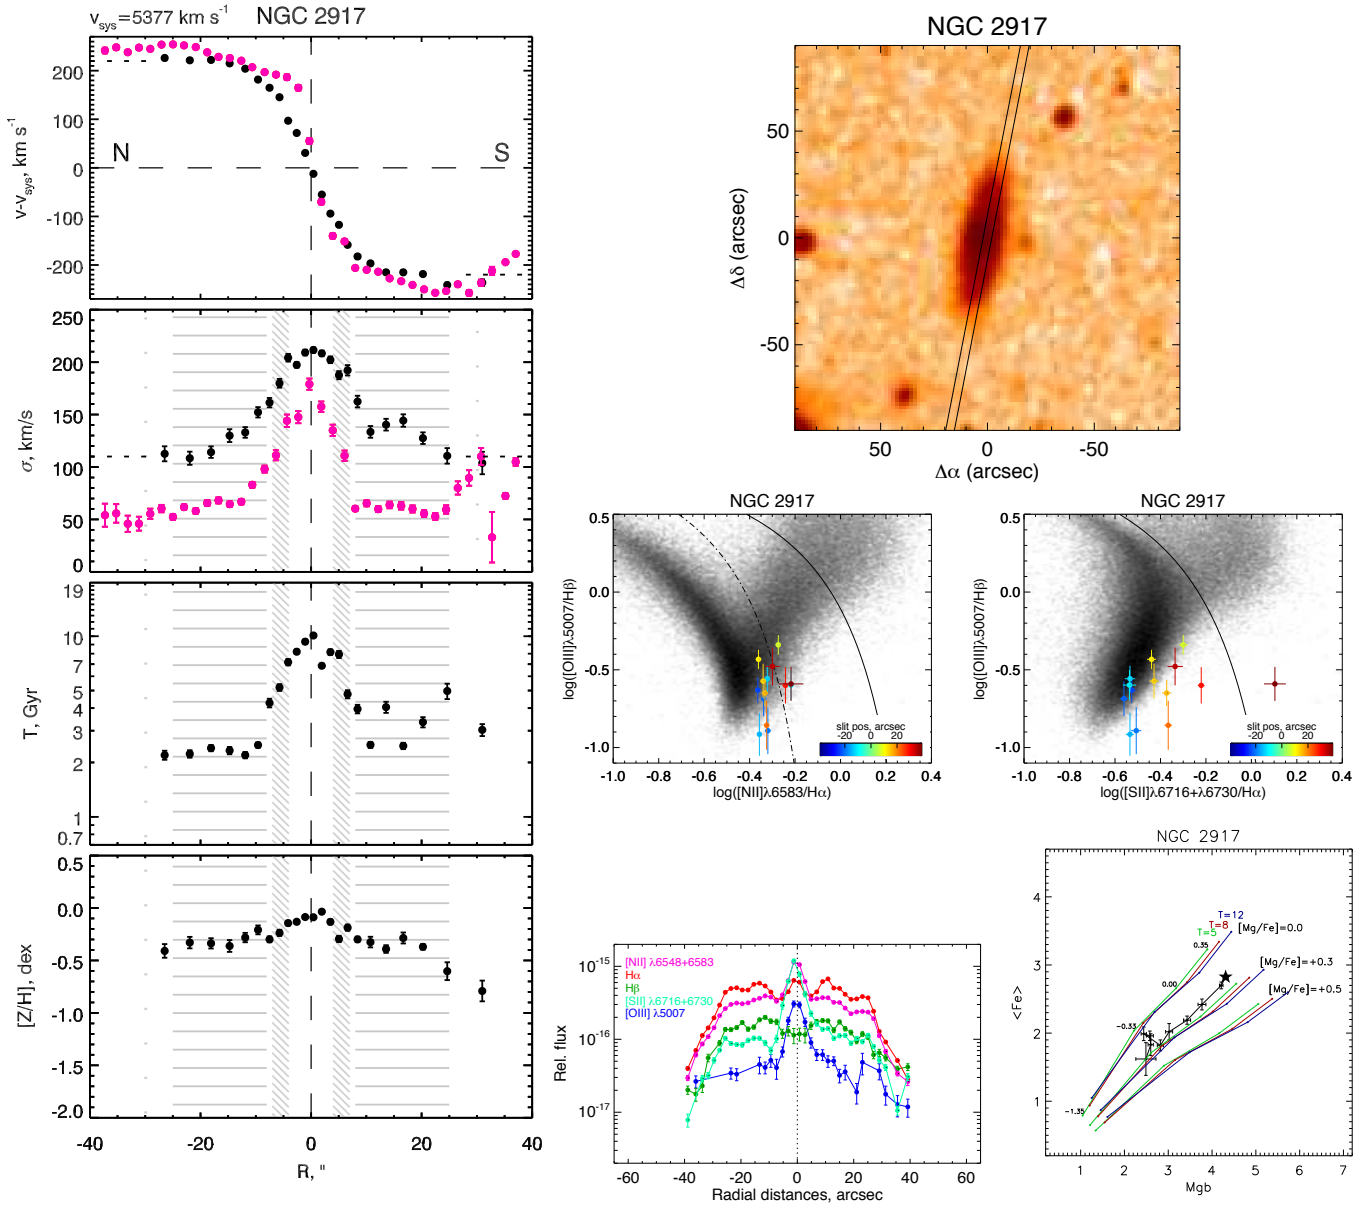 v_sys=5377 km s⁻¹ NGC 2917
200
100
0
-100
-200
v-v_sys, km s⁻¹
N S
250
200
150
100
50
0
σ, km/s
19
10
5
4
3
2
1
0.7
T, Gyr
0.5
0.0
-0.5
-1.0
-1.5
-2.0
[Z/H], dex
-40 -20 0 20 40
R, "
NGC 2917
50
0
-50
Δδ (arcsec)
50 0 -50
Δα (arcsec)
NGC 2917
0.5
0.0
-0.5
-1.0
log([OIII]λ5007/Hβ)
slit pos, arcsec
-20 0 20
-1.0 -0.8 -0.6 -0.4 -0.2 0.0 0.2 0.4
log([NII]λ6583/Hα)
NGC 2917
0.5
0.0
-0.5
-1.0
log([OIII]λ5007/Hβ)
slit pos, arcsec
-20 0 20
-1.0 -0.8 -0.6 -0.4 -0.2 0.0 0.2 0.4
log([SII]λ6716+λ6730/Hα)
10⁻¹⁵
10⁻¹⁶
10⁻¹⁷
Rel. flux
[NII] λ6548+6583
Hα
Hβ
[SII] λ6716+6730
[OIII] λ5007
-60 -40 -20 0 20 40 60
Radial distances, arcsec
NGC 2917
4
3
2
1
<Fe>
T=12
T=8
T=5
[Mg/Fe]=0.0
[Mg/Fe]=+0.3
[Mg/Fe]=+0.5
0.35
0.00
-0.33
-1.35
1 2 3 4 5 6 7
Mgb